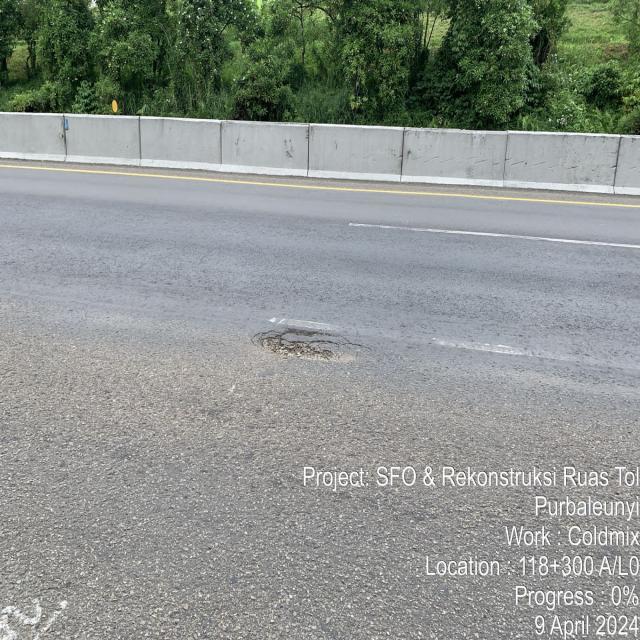 Project: SFO & Rekonstruksi Ruas Tol
Purbaleunyi
Work : Coldmix
Location : 118+300 A/L0
Progress : 0%
9 April 2024